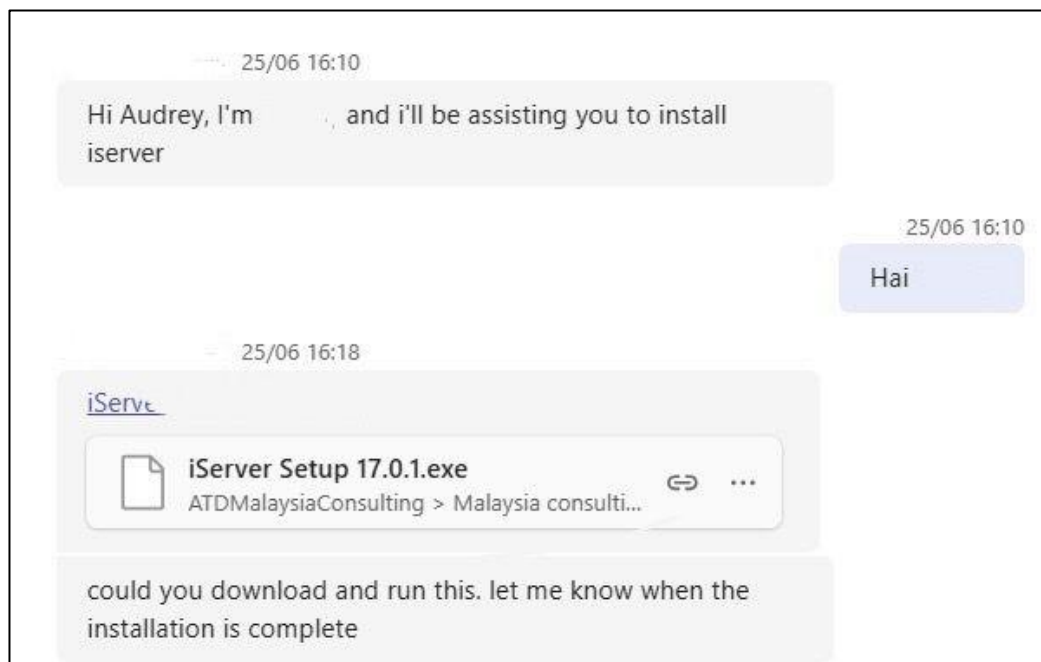 25/06 16:10
Hi Audrey, I'm , and i'll be assisting you to install
iserver
25/06 16:10
Hai
25/06 16:18
iServe
iServer Setup 17.0.1.exe
ATDMalaysiaConsulting > Malaysia consulti...
could you download and run this. let me know when the
installation is complete